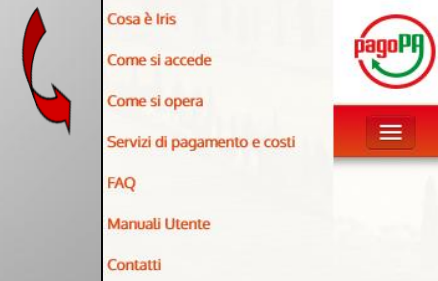 Cosa è Iris
Come si accede
pagoPA
Come si opera
Servizi di pagamento e costi
FAQ
Manuali Utente
Contatti